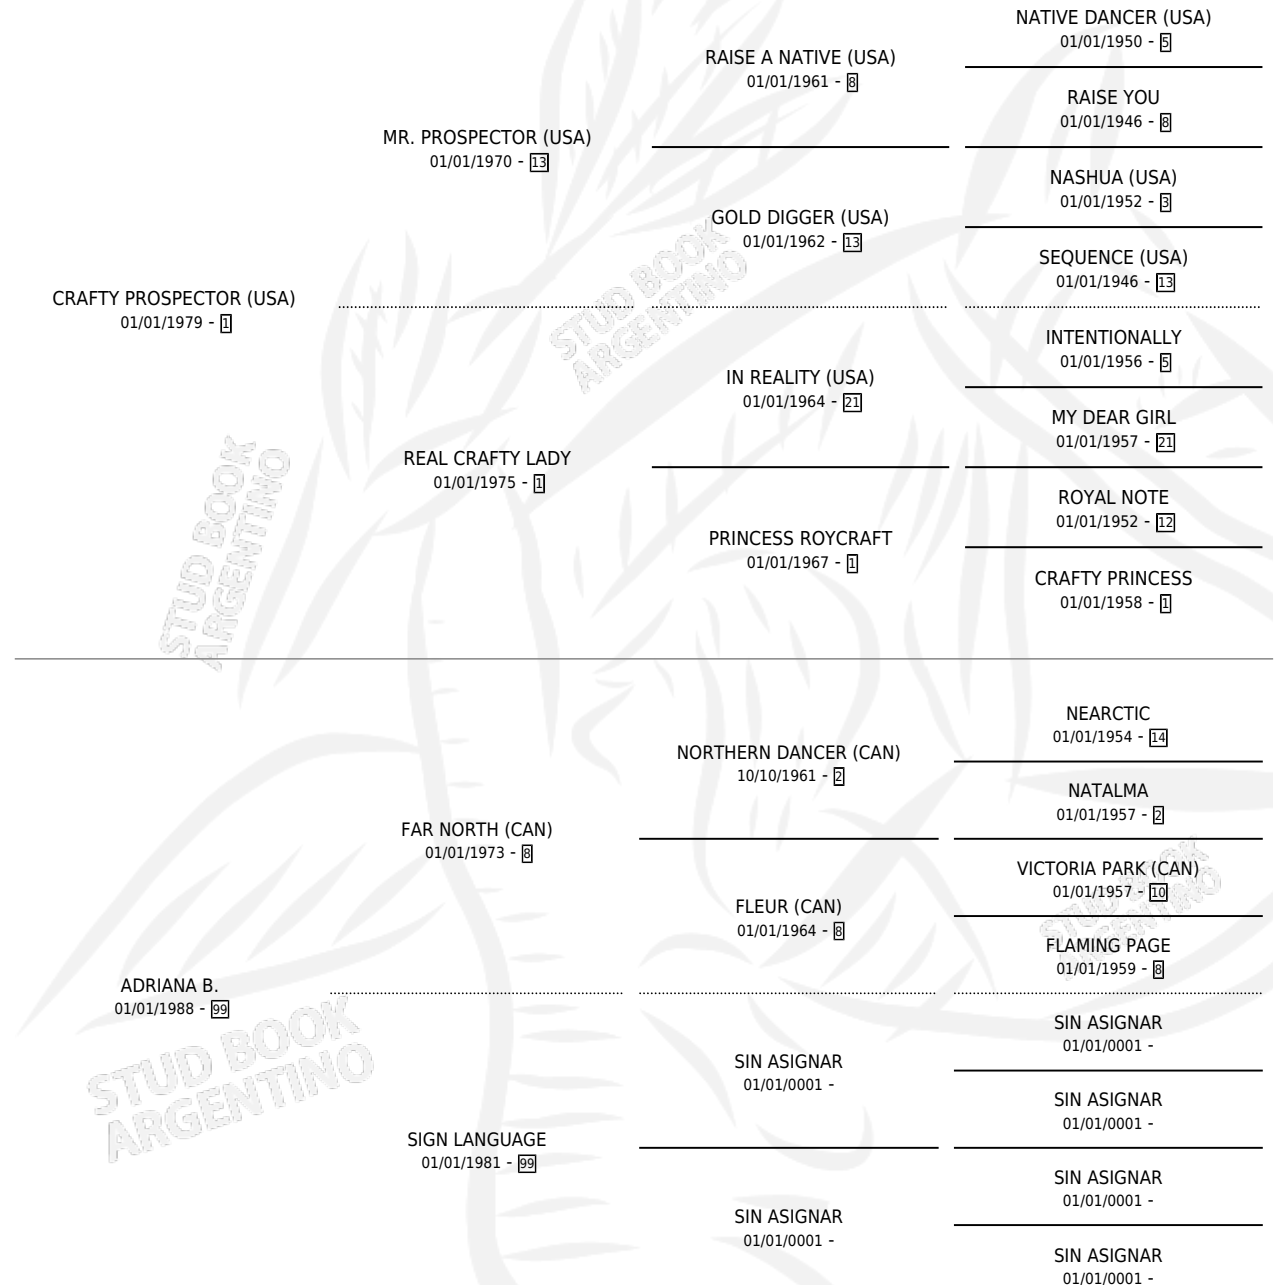 NATIVE DANCER (USA)
01/01/1950 - 5
RAISE A NATIVE (USA)
01/01/1961 - 8
RAISE YOU
01/01/1946 - 8
MR. PROSPECTOR (USA)
01/01/1970 - 13
NASHUA (USA)
01/01/1952 - 3
GOLD DIGGER (USA)
01/01/1962 - 13
SEQUENCE (USA)
01/01/1946 - 13
CRAFTY PROSPECTOR (USA)
01/01/1979 - 1
STUD BOOK
ARGENTINO
INTENTIONALLY
01/01/1956 - 5
IN REALITY (USA)
01/01/1964 - 21
MY DEAR GIRL
01/01/1957 - 21
REAL CRAFTY LADY
01/01/1975 - 1
ROYAL NOTE
01/01/1952 - 12
PRINCESS ROYCRAFT
01/01/1967 - 1
CRAFTY PRINCESS
01/01/1958 - 1
STUD BOOK
ARGENTINO
NEARCTIC
01/01/1954 - 14
NORTHERN DANCER (CAN)
10/10/1961 - 2
NATALMA
01/01/1957 - 2
FAR NORTH (CAN)
01/01/1973 - 8
VICTORIA PARK (CAN)
01/01/1957 - 10
FLEUR (CAN)
01/01/1964 - 8
FLAMING PAGE
01/01/1959 - 8
STUD BOOK
ARGENTINO
ADRIANA B.
01/01/1988 - 99
SIN ASIGNAR
01/01/0001 -
SIN ASIGNAR
01/01/0001 -
SIN ASIGNAR
01/01/0001 -
STUD BOOK
ARGENTINO
SIGN LANGUAGE
01/01/1981 - 99
SIN ASIGNAR
01/01/0001 -
SIN ASIGNAR
01/01/0001 -
SIN ASIGNAR
01/01/0001 -